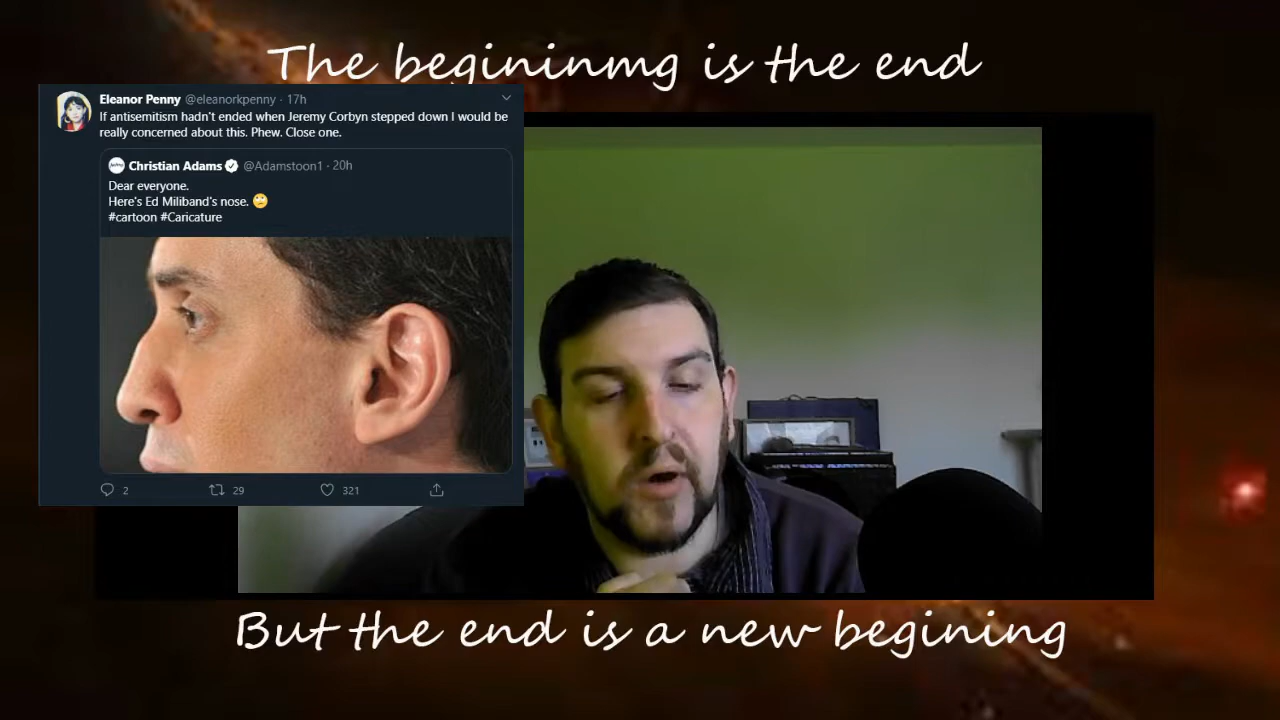 The begininmg is the end
Eleanor Penny @eleanorkpenny · 17h
If antisemitism hadn't ended when Jeremy Corbyn stepped down I would be
really concerned about this. Phew. Close one.
Christian Adams @Adamstoon1 · 20h
Dear everyone.
Here's Ed Miliband's nose. 🙄
#cartoon #Caricature
2 29 321
But the end is a new begining